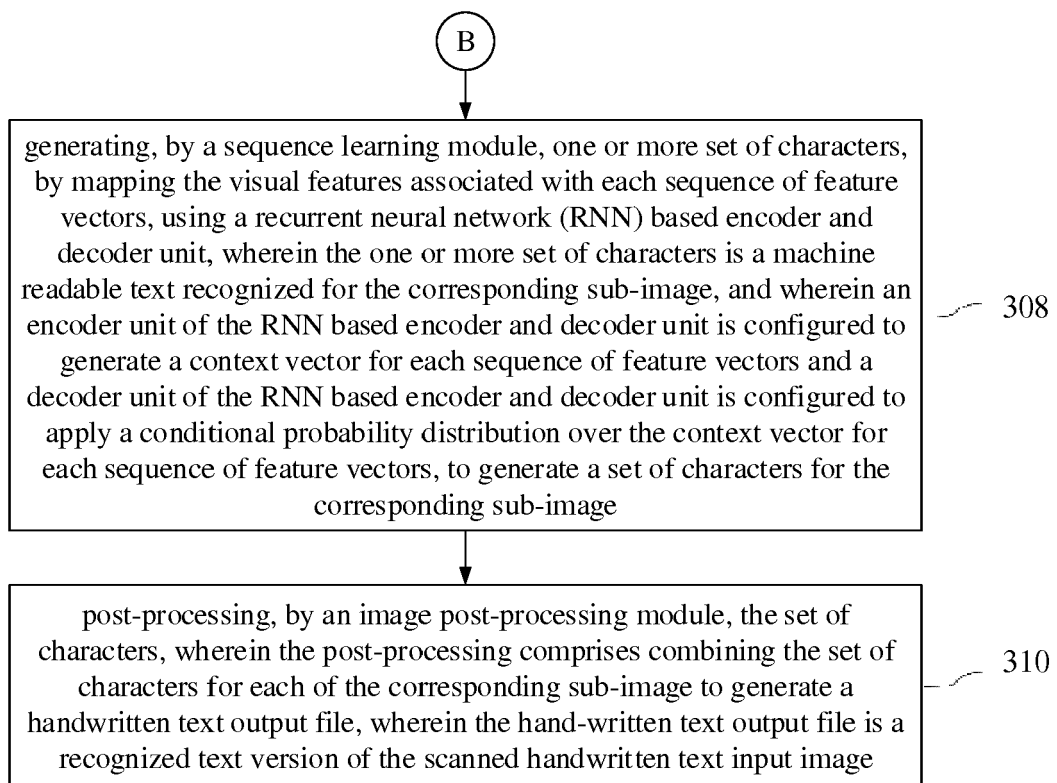 B
generating, by a sequence learning module, one or more set of characters,
by mapping the visual features associated with each sequence of feature
vectors, using a recurrent neural network (RNN) based encoder and
decoder unit, wherein the one or more set of characters is a machine
readable text recognized for the corresponding sub-image, and wherein an
encoder unit of the RNN based encoder and decoder unit is configured to
generate a context vector for each sequence of feature vectors and a
decoder unit of the RNN based encoder and decoder unit is configured to
apply a conditional probability distribution over the context vector for
each sequence of feature vectors, to generate a set of characters for the
corresponding sub-image
308
post-processing, by an image post-processing module, the set of
characters, wherein the post-processing comprises combining the set of
characters for each of the corresponding sub-image to generate a
handwritten text output file, wherein the hand-written text output file is a
recognized text version of the scanned handwritten text input image
310